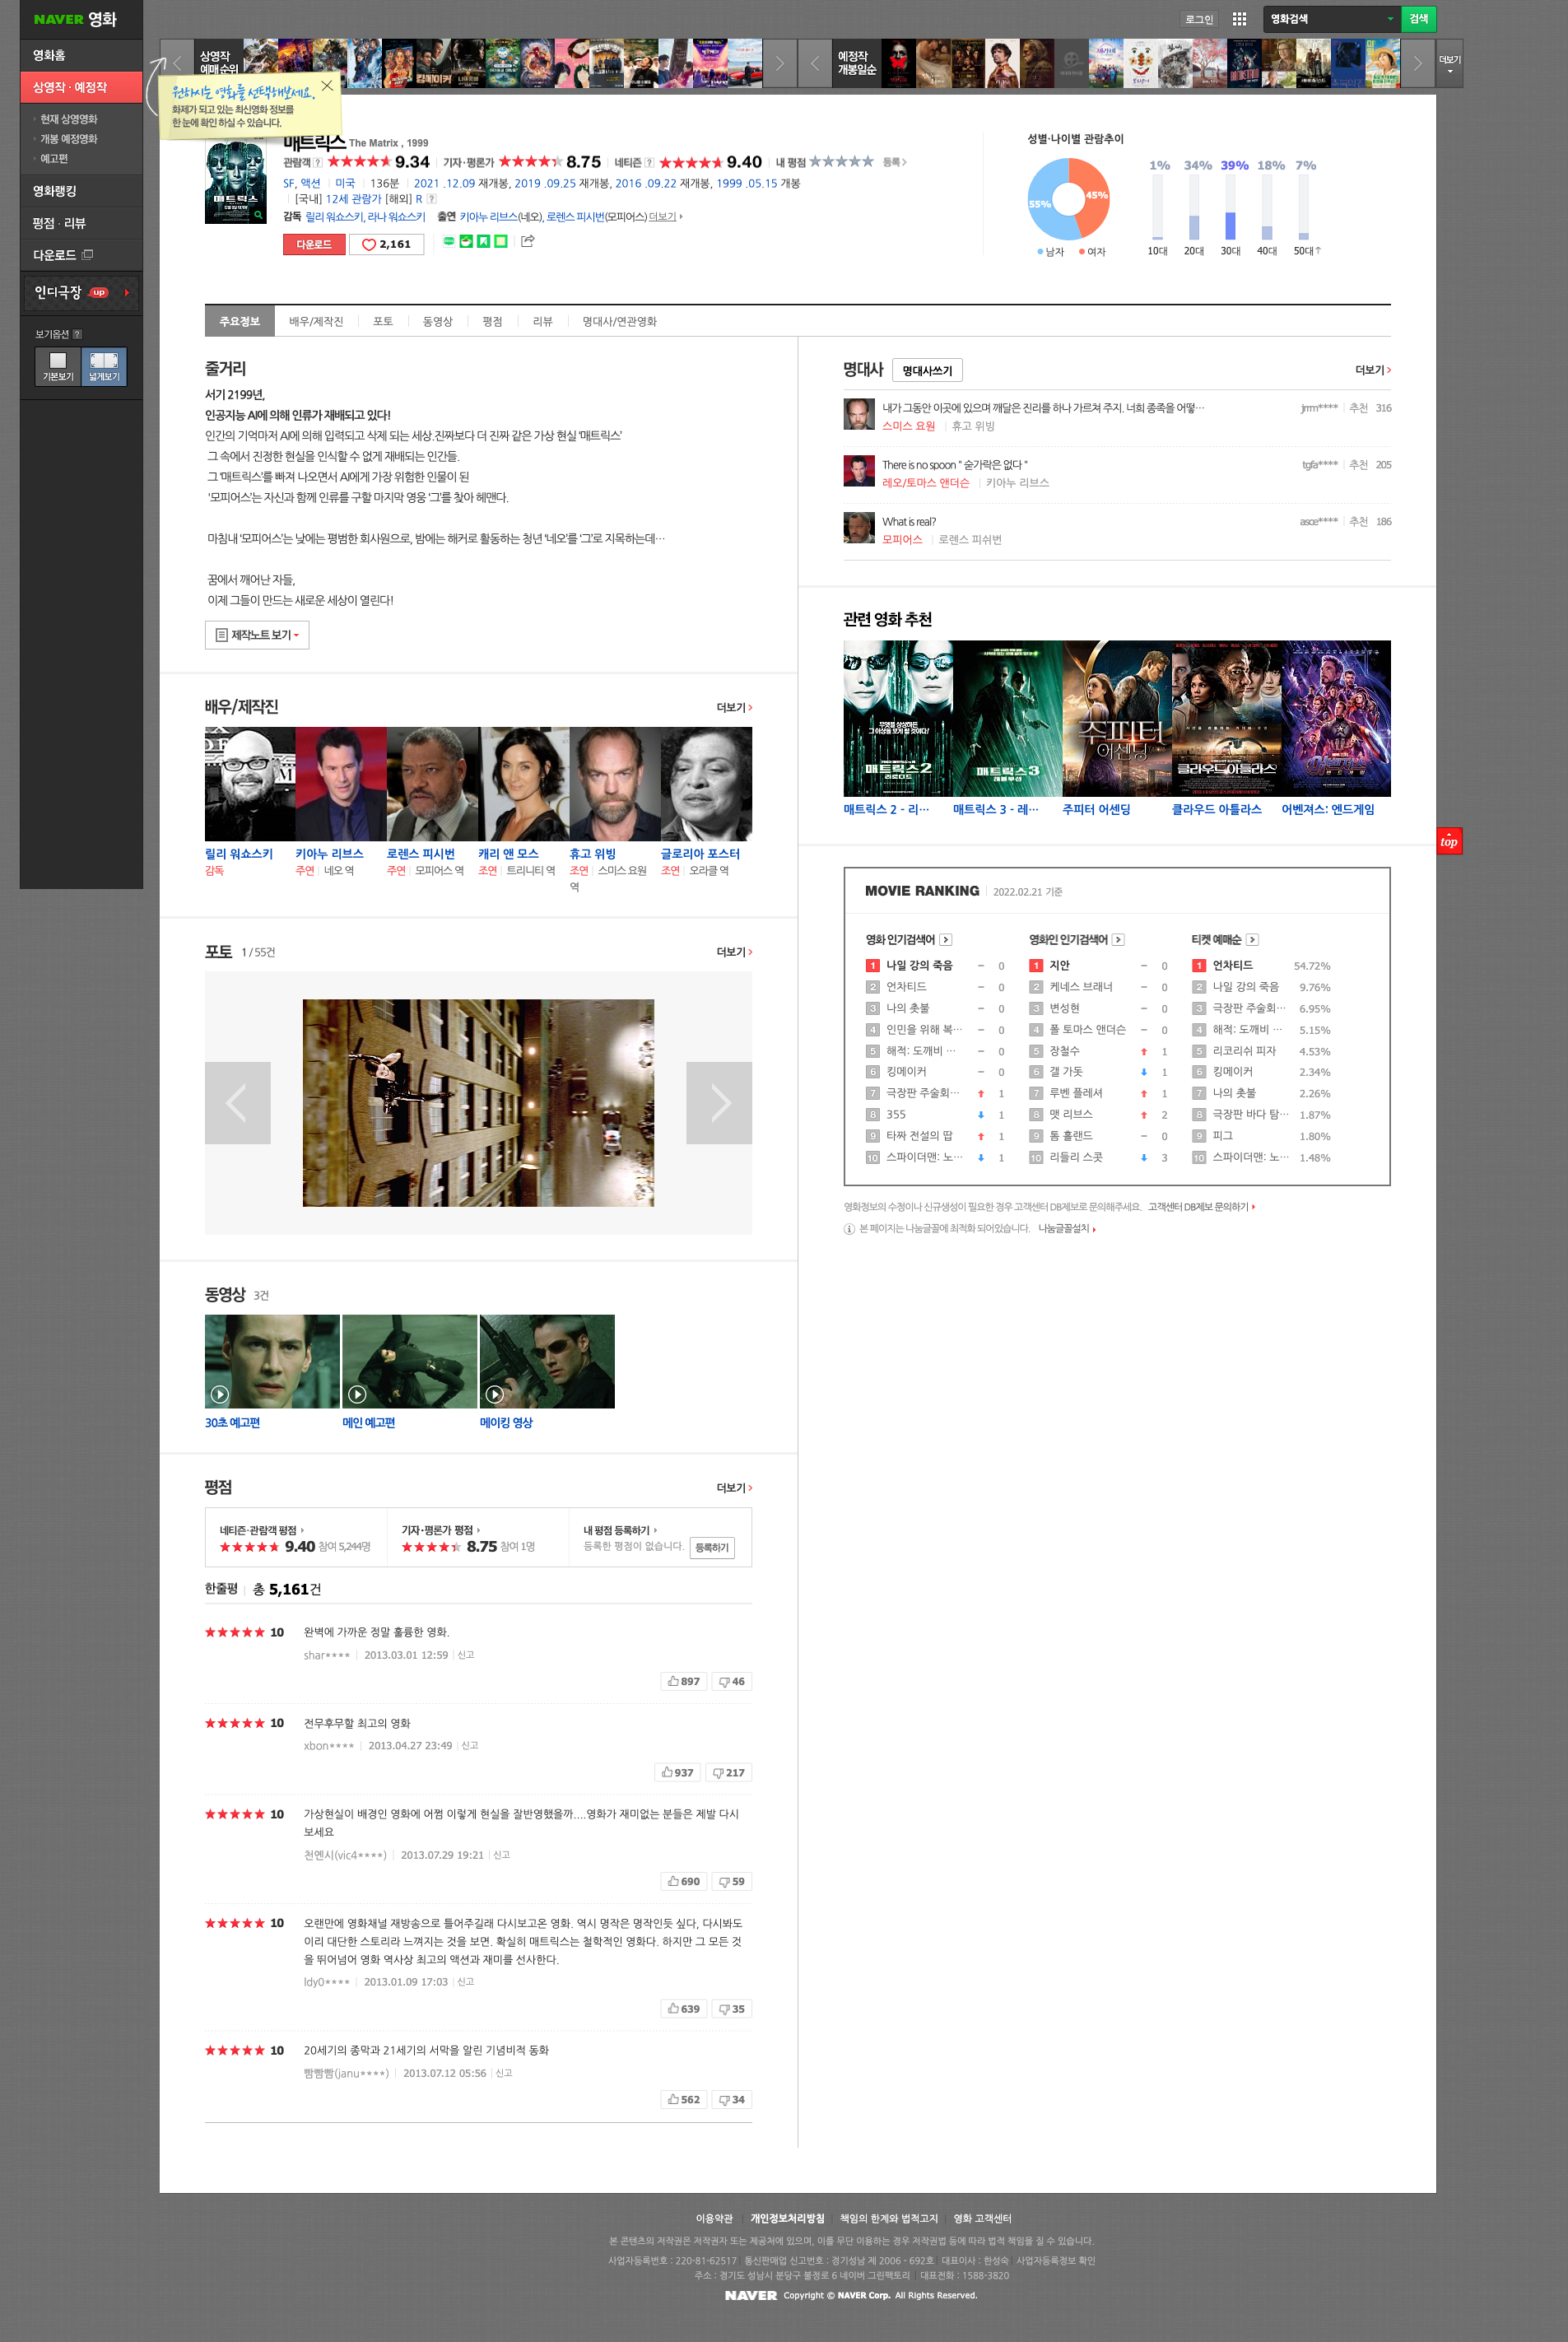 NAVER 영화
로그인
영화검색
검색
영화홈
상영작 · 예정작
현재 상영영화
개봉 예정영화
예고편
영화랭킹
평점 · 리뷰
다운로드
인디극장 up
보기옵션 ?
기본보기 넓게보기
상영작
예매순위
예정작
개봉일순
더보기
원하시는 영화를 선택해보세요.
화제가 되고 있는 최신영화 정보를
한 눈에 확인 하실 수 있습니다.
매트릭스 The Matrix , 1999
관람객 ? 9.34 기자·평론가 8.75 네티즌 ? 9.40 내 평점 등록
SF, 액션 미국 136분 2021 .12.09 재개봉, 2019 .09.25 재개봉, 2016 .09.22 재개봉, 1999 .05.15 개봉
[국내] 12세 관람가 [해외] R ?
감독 릴리 워쇼스키, 라나 워쇼스키 출연 키아누 리브스(네오), 로렌스 피시번(모피어스) 더보기
다운로드 2,161
매트릭스
성별·나이별 관람추이
55% 45%
남자 여자
1% 34% 39% 18% 7%
10대 20대 30대 40대 50대↑
주요정보 배우/제작진 포토 동영상 평점 리뷰 명대사/연관영화
줄거리
서기 2199년,
인공지능 AI에 의해 인류가 재배되고 있다!
인간의 기억마저 AI에 의해 입력되고 삭제 되는 세상.진짜보다 더 진짜 같은 가상 현실 '매트릭스'
그 속에서 진정한 현실을 인식할 수 없게 재배되는 인간들.
그 '매트릭스'를 빠져 나오면서 AI에게 가장 위험한 인물이 된
'모피어스'는 자신과 함께 인류를 구할 마지막 영웅 '그'를 찾아 헤맨다.
마침내 '모피어스'는 낮에는 평범한 회사원으로, 밤에는 해커로 활동하는 청년 '네오'를 '그'로 지목하는데…
꿈에서 깨어난 자들,
이제 그들이 만드는 새로운 세상이 열린다!
제작노트 보기
배우/제작진 더보기
릴리 워쇼스키 키아누 리브스 로렌스 피시번 캐리 앤 모스 휴고 위빙 글로리아 포스터
감독 주연 네오 역 주연 모피어스 역 조연 트리니티 역 조연 스미스 요원 역 조연 오라클 역
포토 1 / 55건 더보기
동영상 3건
30초 예고편 메인 예고편 메이킹 영상
평점 더보기
네티즌·관람객 평점 기자·평론가 평점 내 평점 등록하기
9.40 참여 5,244명 8.75 참여 1명 등록한 평점이 없습니다. 등록하기
한줄평 총 5,161건
10 완벽에 가까운 정말 훌륭한 영화.
shar**** 2013.03.01 12:59 신고
897 46
10 전무후무할 최고의 영화
xbon**** 2013.04.27 23:49 신고
937 217
10 가상현실이 배경인 영화에 어쩜 이렇게 현실을 잘반영했을까....영화가 재미없는 분들은 제발 다시
보세요
천옌시(vic4****) 2013.07.29 19:21 신고
690 59
10 오랜만에 영화채널 재방송으로 틀어주길래 다시보고온 영화. 역시 명작은 명작인듯 싶다, 다시봐도
이리 대단한 스토리라 느껴지는 것을 보면. 확실히 매트릭스는 철학적인 영화다. 하지만 그 모든 것
을 뛰어넘어 영화 역사상 최고의 액션과 재미를 선사한다.
ldy0**** 2013.01.09 17:03 신고
639 35
10 20세기의 종막과 21세기의 서막을 알린 기념비적 동화
빰빰빰(janu****) 2013.07.12 05:56 신고
562 34
명대사 명대사쓰기 더보기
내가 그동안 이곳에 있으며 깨달은 진리를 하나 가르쳐 주지. 너희 종족을 어떻… jrrm**** 추천 316
스미스 요원 휴고 위빙
There is no spoon " 숟가락은 없다 " tgfa**** 추천 205
레오/토마스 앤더슨 키아누 리브스
What is real? asce**** 추천 186
모피어스 로렌스 피쉬번
관련 영화 추천
매트릭스2
매트릭스3
주피터
어센딩
클라우드 아틀라스
어벤져스
매트릭스 2 - 리… 매트릭스 3 - 레… 주피터 어센딩 클라우드 아틀라스 어벤져스: 엔드게임
top
MOVIE RANKING 2022.02.21 기준
영화 인기검색어
1 나일 강의 죽음 0
2 언차티드 0
3 나의 촛불 0
4 인민을 위해 복… 0
5 해적: 도깨비 … 0
6 킹메이커 0
7 극장판 주술회… 1
8 355 1
9 타짜 전설의 땁 1
10 스파이더맨: 노… 1
영화인 인기검색어
1 지안 0
2 케네스 브래너 0
3 변성현 0
4 폴 토마스 앤더슨 0
5 장철수 1
6 갤 가돗 1
7 루벤 플레셔 1
8 맷 리브스 2
9 톰 홀랜드 0
10 리들리 스콧 3
티켓 예매순
1 언차티드 54.72%
2 나일 강의 죽음 9.76%
3 극장판 주술회… 6.95%
4 해적: 도깨비 … 5.15%
5 리코리쉬 피자 4.53%
6 킹메이커 2.34%
7 나의 촛불 2.26%
8 극장판 바다 탐… 1.87%
9 피그 1.80%
10 스파이더맨: 노… 1.48%
영화정보의 수정이나 신규생성이 필요한 경우 고객센터 DB제보로 문의해주세요. 고객센터 DB제보 문의하기
본 페이지는 나눔글꼴에 최적화 되어있습니다. 나눔글꼴설치
이용약관 개인정보처리방침 책임의 한계와 법적고지 영화 고객센터
본 콘텐츠의 저작권은 저작권자 또는 제공처에 있으며, 이를 무단 이용하는 경우 저작권법 등에 따라 법적 책임을 질 수 있습니다.
사업자등록번호 : 220-81-62517 통신판매업 신고번호 : 경기성남 제 2006 - 692호 대표이사 : 한성숙 사업자등록정보 확인
주소 : 경기도 성남시 분당구 불정로 6 네이버 그린팩토리 대표전화 : 1588-3820
NAVER Copyright © NAVER Corp. All Rights Reserved.